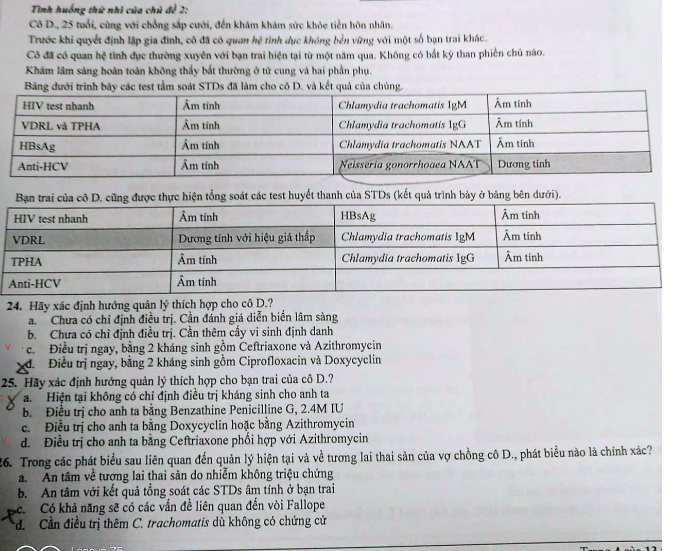 Tình huống thứ nhì của chủ đề 2:
Cô D., 25 tuổi, cùng với chồng sắp cưới, đến khám khám sức khỏe tiền hôn nhân.
Trước khi quyết định lập gia đình, cô đã có quan hệ tình dục không bền vững với một số bạn trai khác.
Cô đã có quan hệ tình dục thường xuyên với bạn trai hiện tại từ một năm qua. Không có bất kỳ than phiền chủ nào.
Khám lâm sàng hoàn toàn không thấy bất thường ở tử cung và hai phần phụ.
Bảng dưới trình bày các test tầm soát STDs đã làm cho cô D. và kết quả của chúng.
HIV test nhanh Âm tính Chlamydia trachomatis IgM Âm tính
VDRL và TPHA Âm tính Chlamydia trachomatis IgG Âm tính
HBsAg Âm tính Chlamydia trachomatis NAAT Âm tính
Anti-HCV Âm tính Neisseria gonorrhoaea NAAT Dương tính
Bạn trai của cô D. cũng được thực hiện tổng soát các test huyết thanh của STDs (kết quả trình bày ở bảng bên dưới).
HIV test nhanh Âm tính HBsAg Âm tính
VDRL Dương tính với hiệu giá thấp Chlamydia trachomatis IgM Âm tính
TPHA Âm tính Chlamydia trachomatis IgG Âm tính
Anti-HCV Âm tính
24. Hãy xác định hướng quản lý thích hợp cho cô D.?
a. Chưa có chỉ định điều trị. Cần đánh giá diễn biến lâm sàng
b. Chưa có chỉ định điều trị. Cần thêm cấy vi sinh định danh
c. Điều trị ngay, bằng 2 kháng sinh gồm Ceftriaxone và Azithromycin
d. Điều trị ngay, bằng 2 kháng sinh gồm Ciprofloxacin và Doxycyclin
25. Hãy xác định hướng quản lý thích hợp cho bạn trai của cô D.?
a. Hiện tại không có chỉ định điều trị kháng sinh cho anh ta
b. Điều trị cho anh ta bằng Benzathine Penicilline G, 2.4M IU
c. Điều trị cho anh ta bằng Doxycyclin hoặc bằng Azithromycin
d. Điều trị cho anh ta bằng Ceftriaxone phối hợp với Azithromycin
26. Trong các phát biểu sau liên quan đến quản lý hiện tại và về tương lai thai sản của vợ chồng cô D., phát biểu nào là chính xác?
a. An tâm về tương lai thai sản do nhiễm không triệu chứng
b. An tâm với kết quả tổng soát các STDs âm tính ở bạn trai
c. Có khả năng sẽ có các vấn đề liên quan đến vòi Fallope
d. Cần điều trị thêm C. trachomatis dù không có chứng cứ